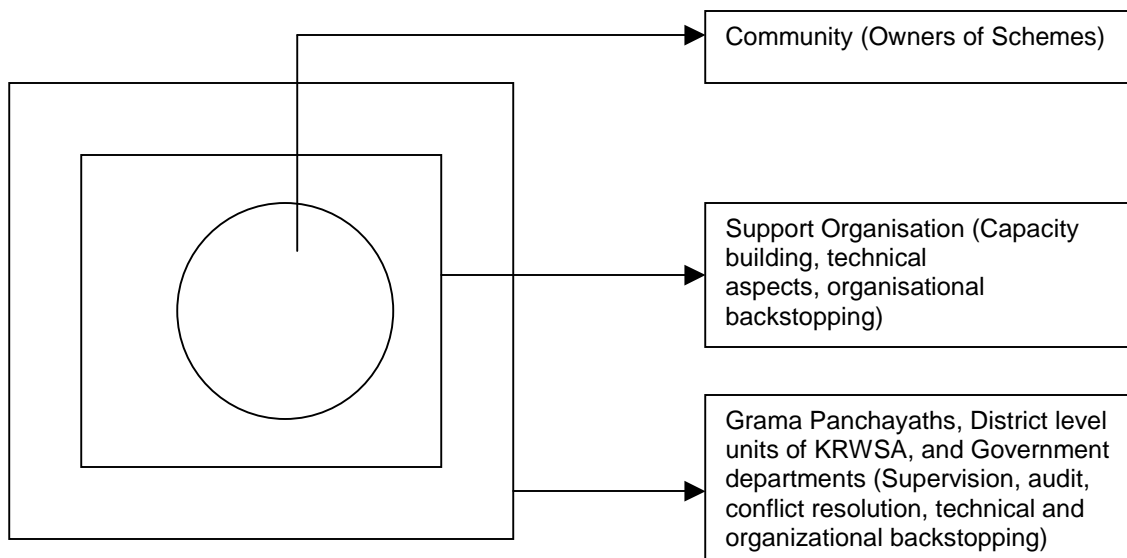 Community (Owners of Schemes)
Support Organisation (Capacity
building, technical
aspects, organisational
backstopping)
Grama Panchayaths, District level
units of KRWSA, and Government
departments (Supervision, audit,
conflict resolution, technical and
organizational backstopping)